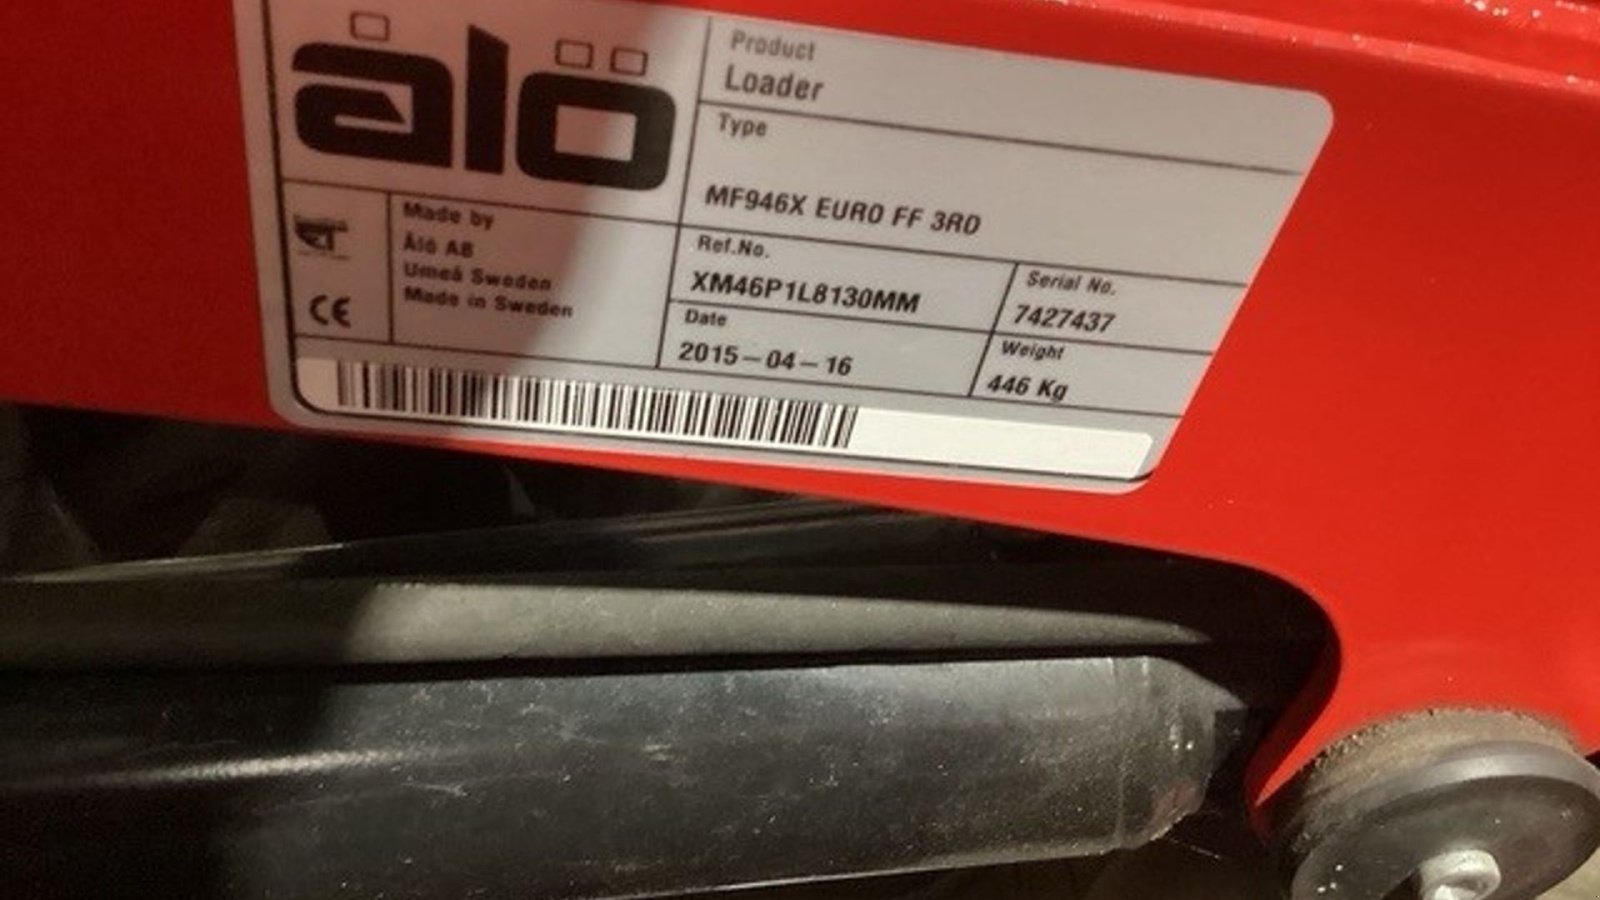 ålö
Product
Loader
Type
MF946X EURO FF 3RD
Made by
Ålö AB
Umeå Sweden
Made in Sweden
CE
Ref.No.
XM46P1L8130MM
Serial No.
7427437
Date
2015-04-16
Weight
446 Kg